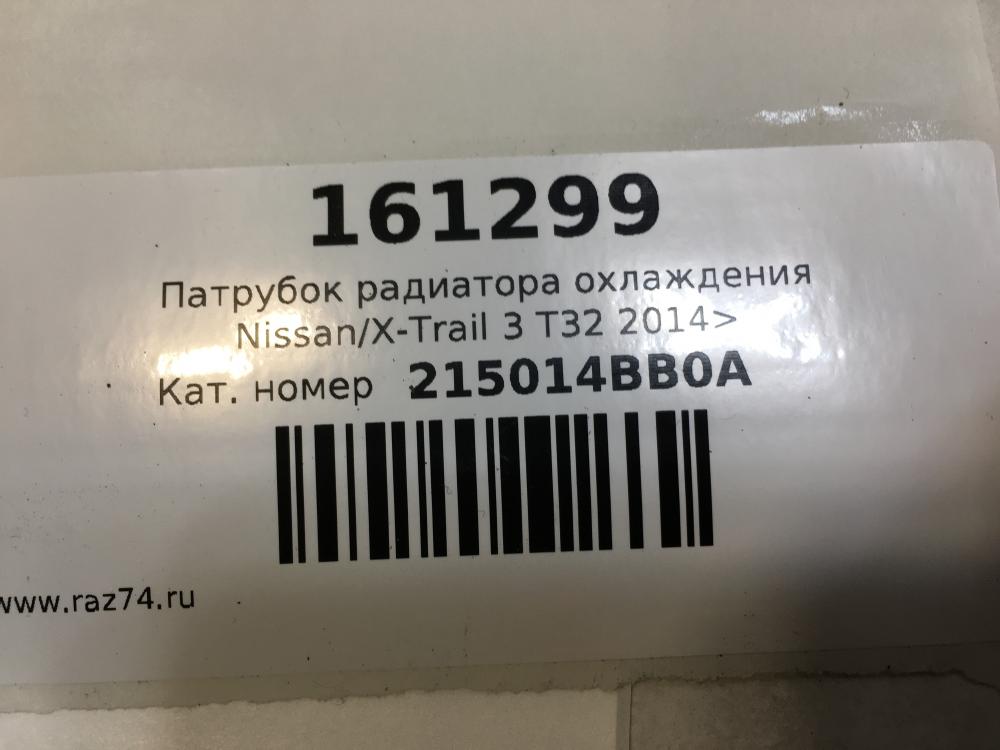 161299
Патрубок радиатора охлаждения
Nissan/X-Trail 3 T32 2014>
Кат. номер 215014BB0A
www.raz74.ru